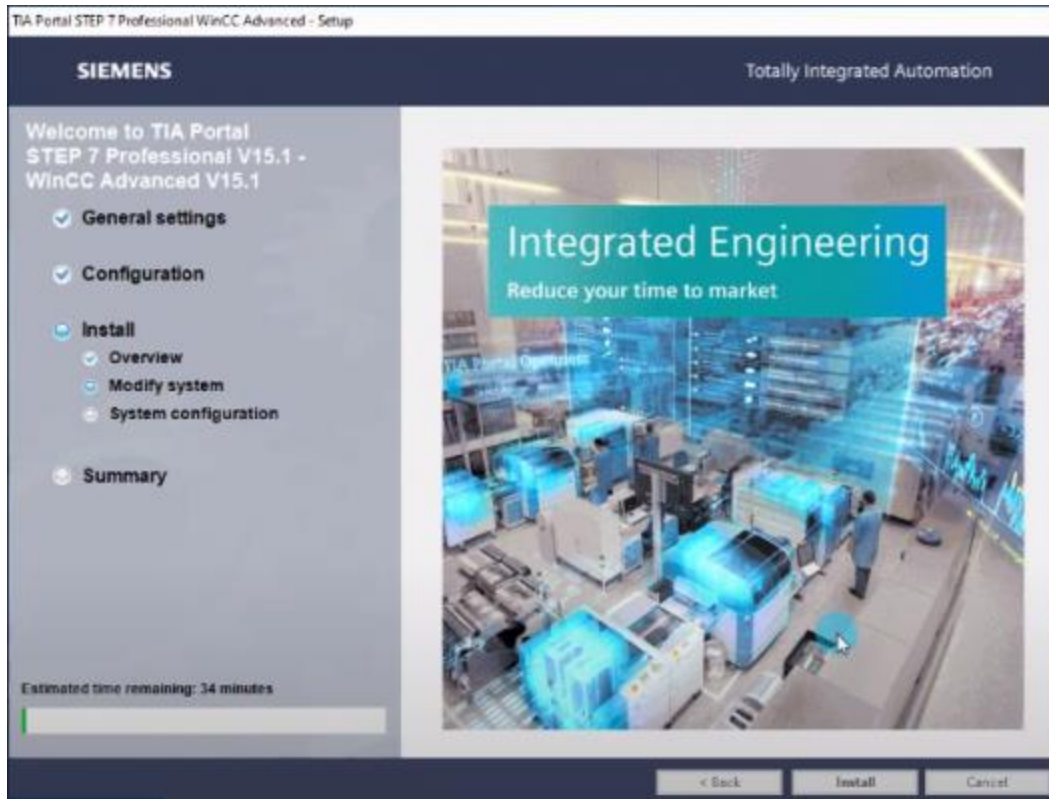 TIA Portal STEP 7 Professional WinCC Advanced - Setup
SIEMENS
Totally Integrated Automation
Welcome to TIA Portal
STEP 7 Professional V15.1 -
WinCC Advanced V15.1
General settings
Configuration
Install
Overview
Modify system
System configuration
Summary
Estimated time remaining: 34 minutes
Integrated Engineering
Reduce your time to market
TIA Portal
< Back
Install
Cancel